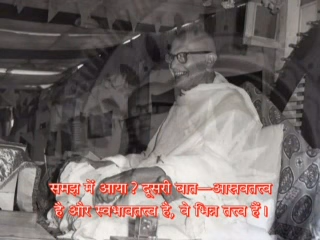 समझ में आया ? दूसरी बात—आस्रवतत्त्व
है और स्वभावतत्त्व है, वे भिन्न तत्त्व हैं।